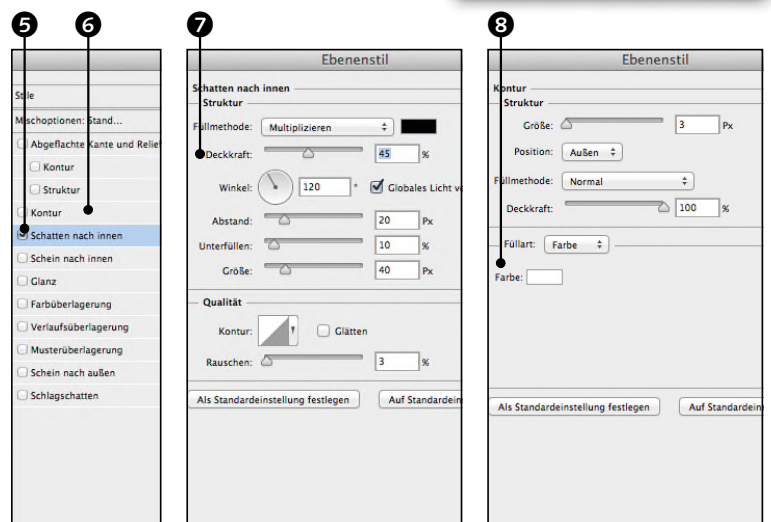 5
6
Stile
Mischoptionen: Stand...
Abgeflachte Kante und Relief
Kontur
Struktur
Kontur
Schatten nach innen
Schein nach innen
Glanz
Farbüberlagerung
Verlaufsüberlagerung
Musterüberlagerung
Schein nach außen
Schlagschatten
7
Ebenenstil
Schatten nach innen
Struktur
Füllmethode: Multiplizieren
Deckkraft: 45 %
Winkel: 120 ° Globales Licht ve
Abstand: 20 Px
Unterfüllen: 10 %
Größe: 40 Px
Qualität
Kontur: Glätten
Rauschen: 3 %
Als Standardeinstellung festlegen Auf Standardein
8
Ebenenstil
Kontur
Struktur
Größe: 3 Px
Position: Außen
Füllmethode: Normal
Deckkraft: 100 %
Füllart: Farbe
Farbe:
Als Standardeinstellung festlegen Auf Standardein